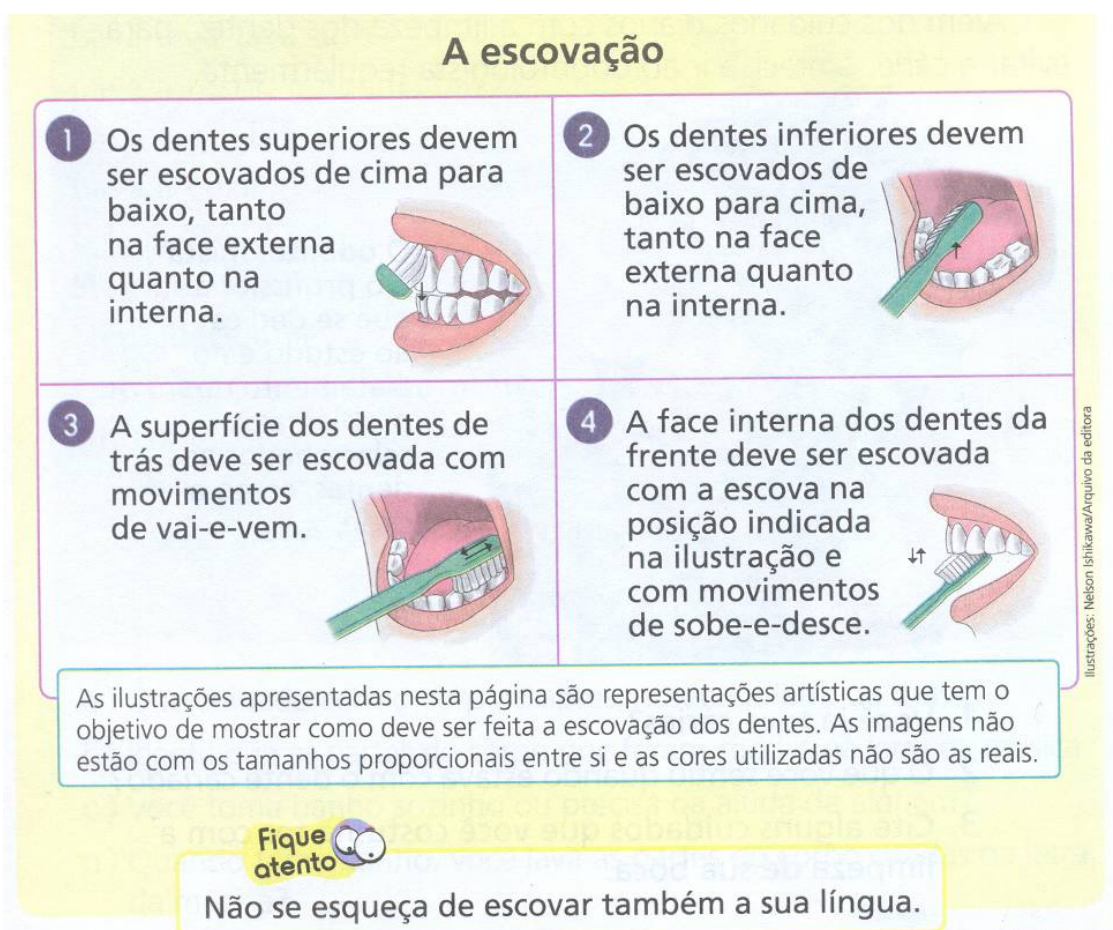 A escovação
1 Os dentes superiores devem
ser escovados de cima para
baixo, tanto
na face externa
quanto na
interna.
2 Os dentes inferiores devem
ser escovados de
baixo para cima,
tanto na face
externa quanto
na interna.
3 A superfície dos dentes de
trás deve ser escovada com
movimentos
de vai-e-vem.
4 A face interna dos dentes da
frente deve ser escovada
com a escova na
posição indicada
na ilustração e
com movimentos
de sobe-e-desce.
Ilustrações: Nelson Ishikawa/Arquivo da editora
As ilustrações apresentadas nesta página são representações artísticas que tem o
objetivo de mostrar como deve ser feita a escovação dos dentes. As imagens não
estão com os tamanhos proporcionais entre si e as cores utilizadas não são as reais.
Fique
atento
Não se esqueça de escovar também a sua língua.